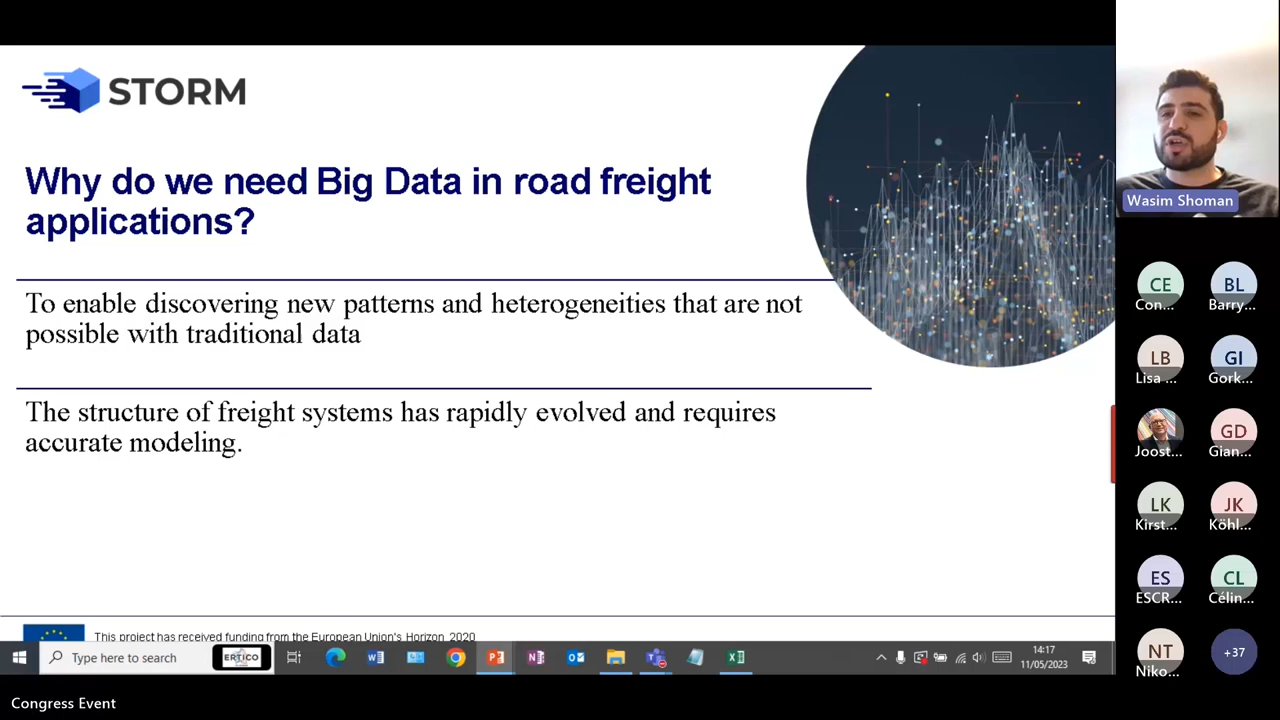 STORM
Why do we need Big Data in road freight
applications?
To enable discovering new patterns and heterogeneities that are not
possible with traditional data
The structure of freight systems has rapidly evolved and requires
accurate modeling.
This project has received funding from the European Union's Horizon 2020
Type here to search
ERTICO
14:17
11/05/2023
Congress Event
Wasim Shoman
CE
BL
Con...
Barry...
LB
GI
Lisa ...
Gork...
Joost...
GD
Gian...
LK
JK
Kirst...
Köhl...
ES
CL
ESCR...
Célin...
NT
+37
Niko...